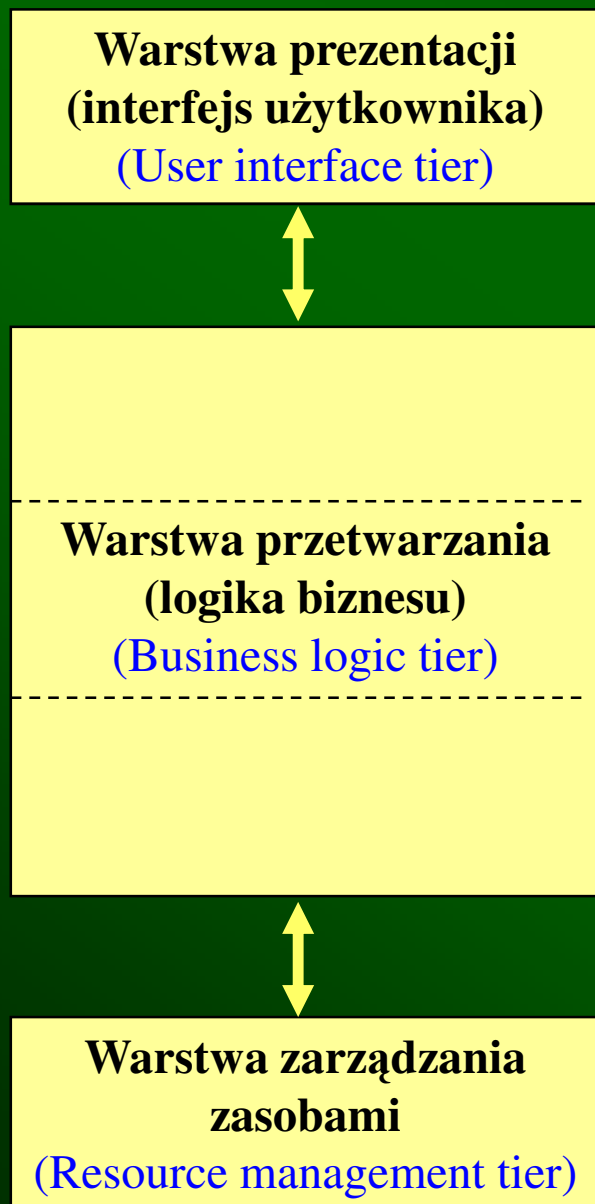 Warstwa prezentacji
(interfejs użytkownika)
(User interface tier)
Warstwa przetwarzania
(logika biznesu)
(Business logic tier)
Warstwa zarządzania
zasobami
(Resource management tier)